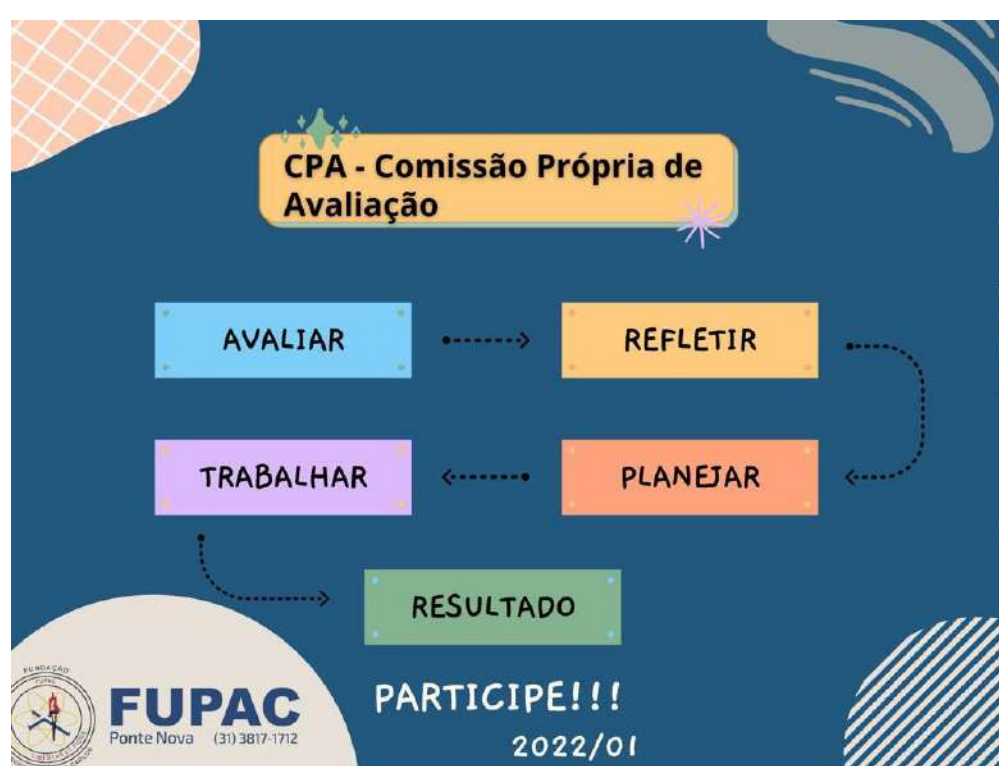 CPA - Comissão Própria de
Avaliação
AVALIAR
REFLETIR
PLANEJAR
TRABALHAR
RESULTADO
PARTICIPE!!!
2022/01
FUNDAÇÃO
FUPAC
Ponte Nova (31) 3817-1712